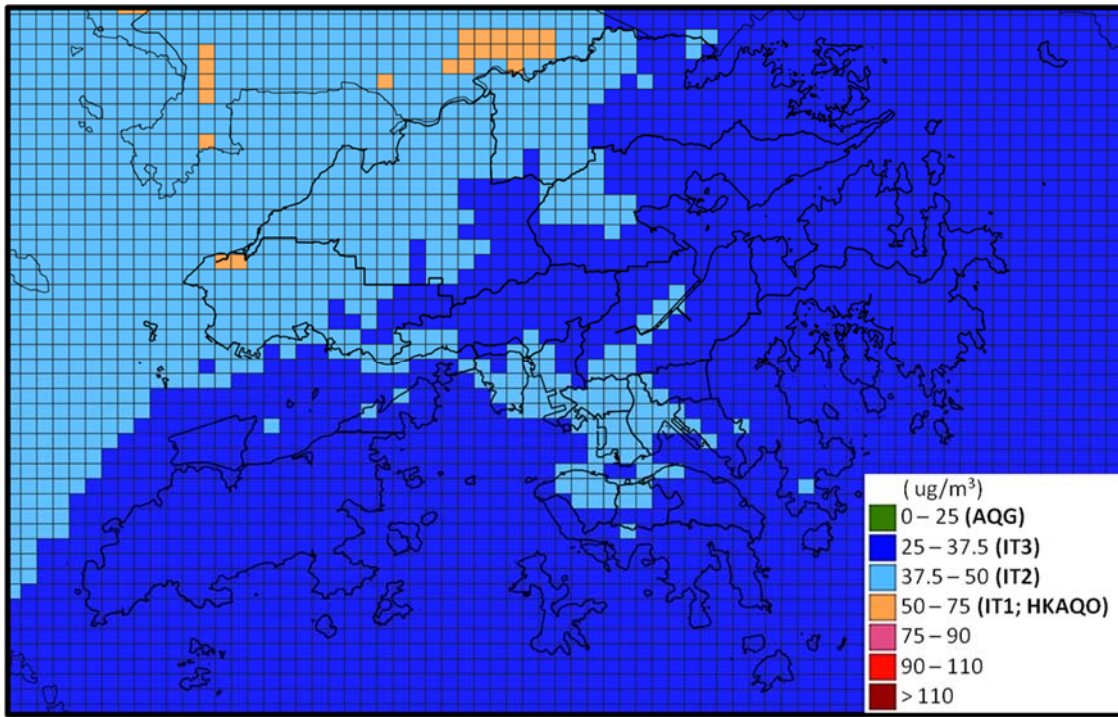 ( ug/m³)
0 – 25 (AQG)
25 – 37.5 (IT3)
37.5 – 50 (IT2)
50 – 75 (IT1; HKAQO)
75 – 90
90 – 110
> 110